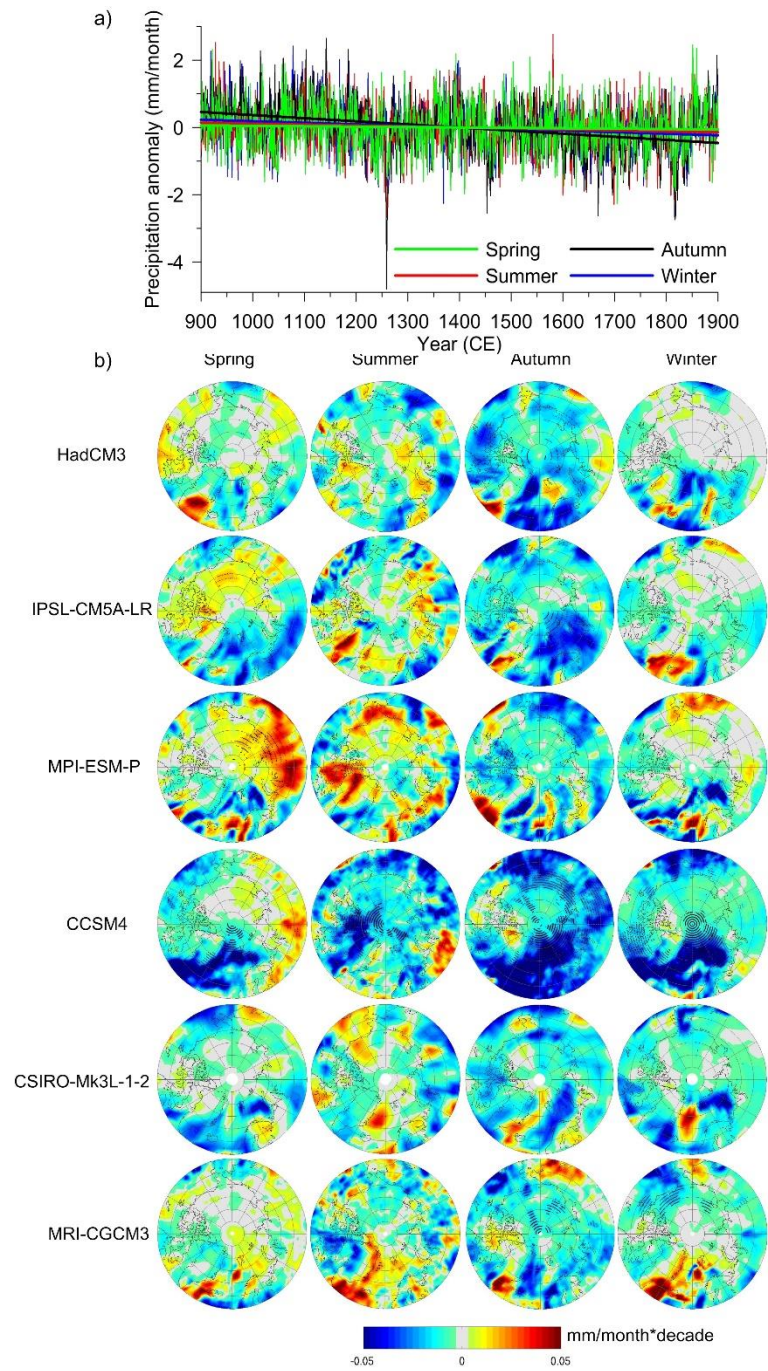 a)
Precipitation anomaly (mm/month)
2
0
-2
-4
Spring
Autumn
Summer
Winter
900 1000 1100 1200 1300 1400 1500 1600 1700 1800 1900
Year (CE)
b)
Spring Summer Autumn Winter
HadCM3
IPSL-CM5A-LR
MPI-ESM-P
CCSM4
CSIRO-Mk3L-1-2
MRI-CGCM3
mm/month*decade
-0.05 0 0.05